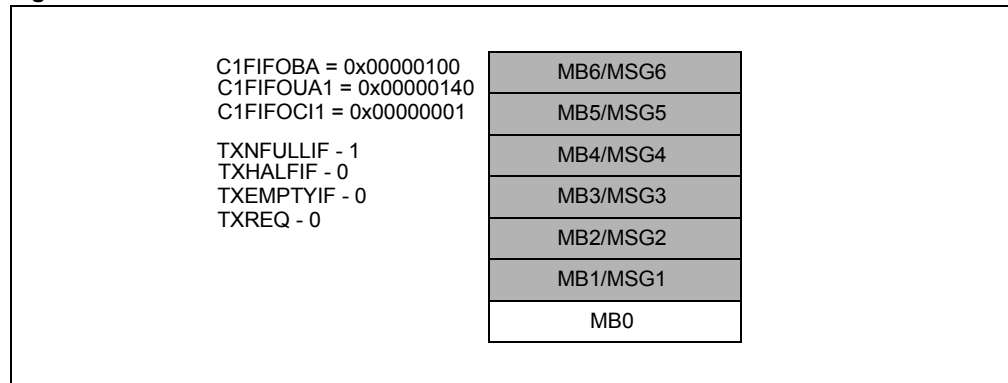 C1FIFOBA = 0x00000100
C1FIFOUA1 = 0x00000140
C1FIFOCI1 = 0x00000001
TXNFULLIF - 1
TXHALFIF - 0
TXEMPTYIF - 0
TXREQ - 0
MB6/MSG6
MB5/MSG5
MB4/MSG4
MB3/MSG3
MB2/MSG2
MB1/MSG1
MB0